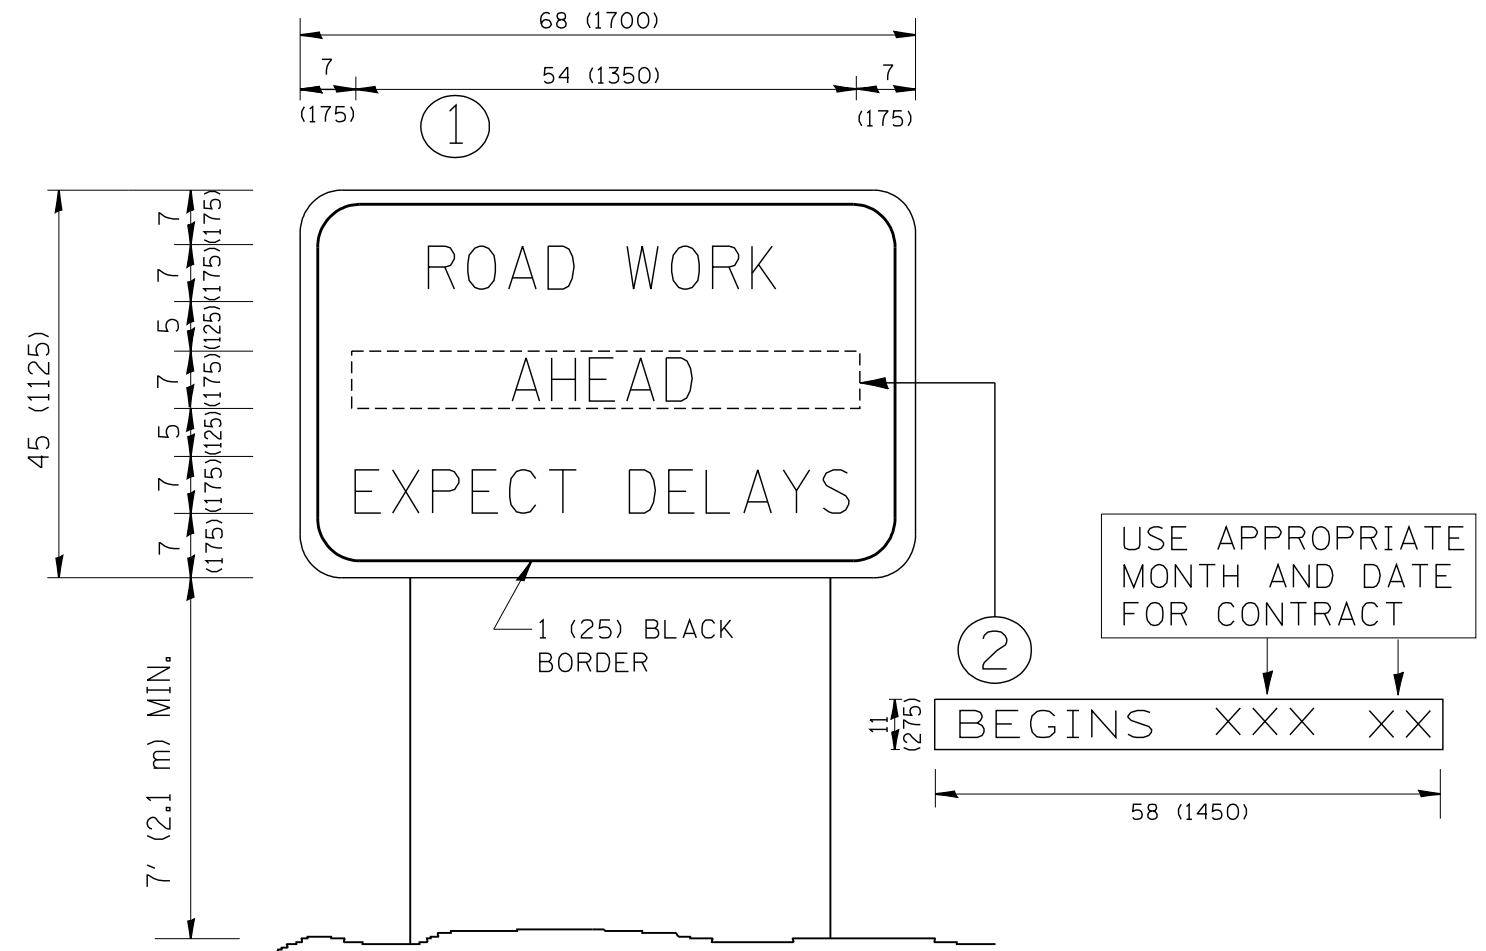 68 (1700)
7
54 (1350)
7
(175)
(175)
1
45 (1125)
7
(175)
7
(175)
5
(125)
7
(175)
5
(125)
7
(175)
7
(175)
ROAD WORK
AHEAD
EXPECT DELAYS
1 (25) BLACK
BORDER
7' (2.1 m) MIN.
2
USE APPROPRIATE
MONTH AND DATE
FOR CONTRACT
11
(275)
BEGINS XXX XX
58 (1450)